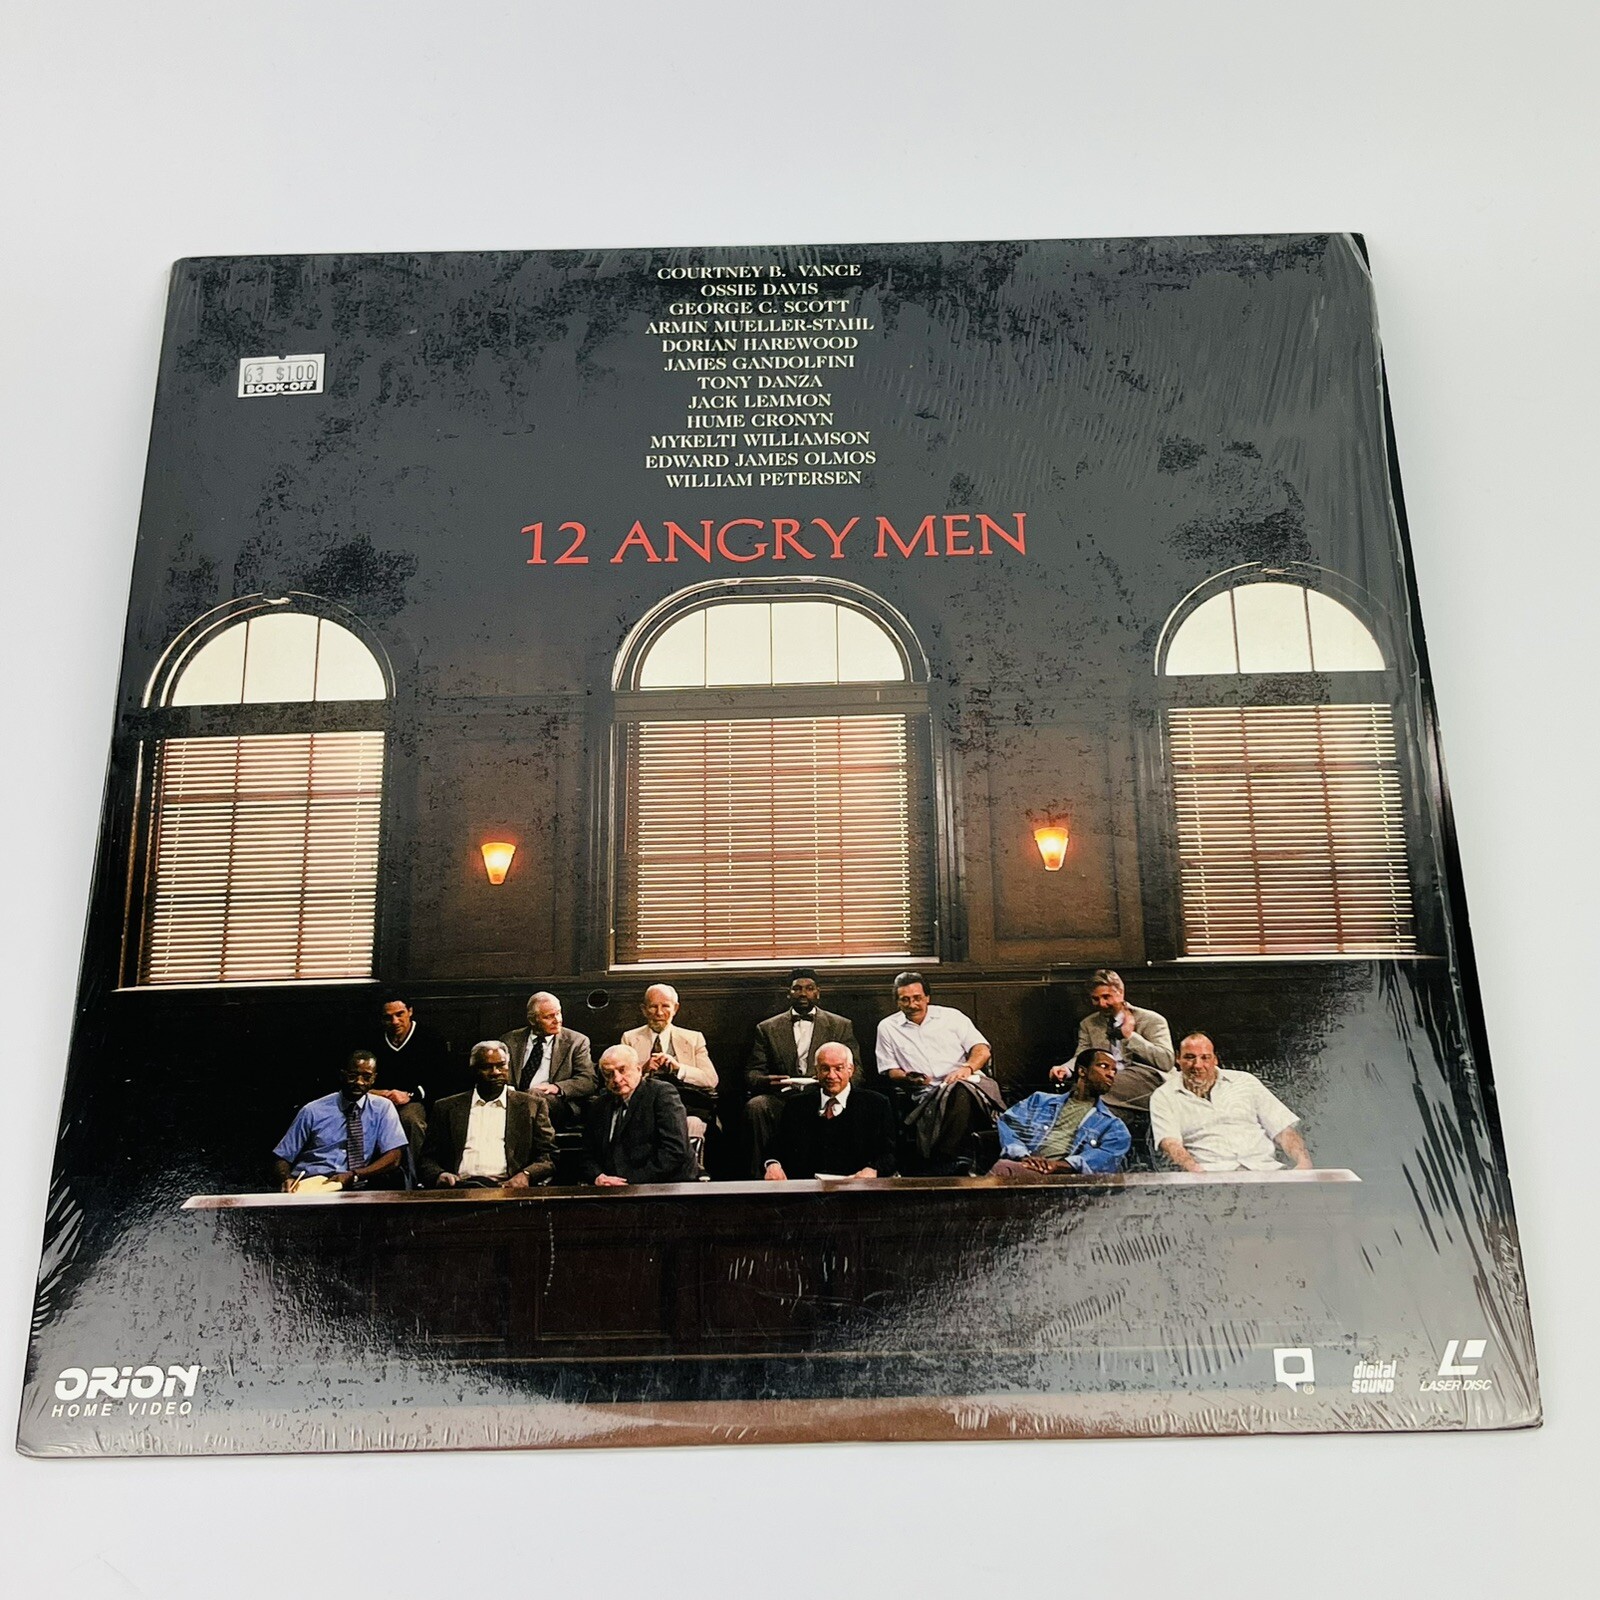 COURTNEY B. VANCE
OSSIE DAVIS
GEORGE C. SCOTT
ARMIN MUELLER-STAHL
DORIAN HAREWOOD
JAMES GANDOLFINI
TONY DANZA
JACK LEMMON
HUME CRONYN
MYKELTI WILLIAMSON
EDWARD JAMES OLMOS
WILLIAM PETERSEN
63 $1.00
BOOK•OFF
12 ANGRY MEN
ORION
HOME VIDEO
®
digital
SOUND
LASER DISC